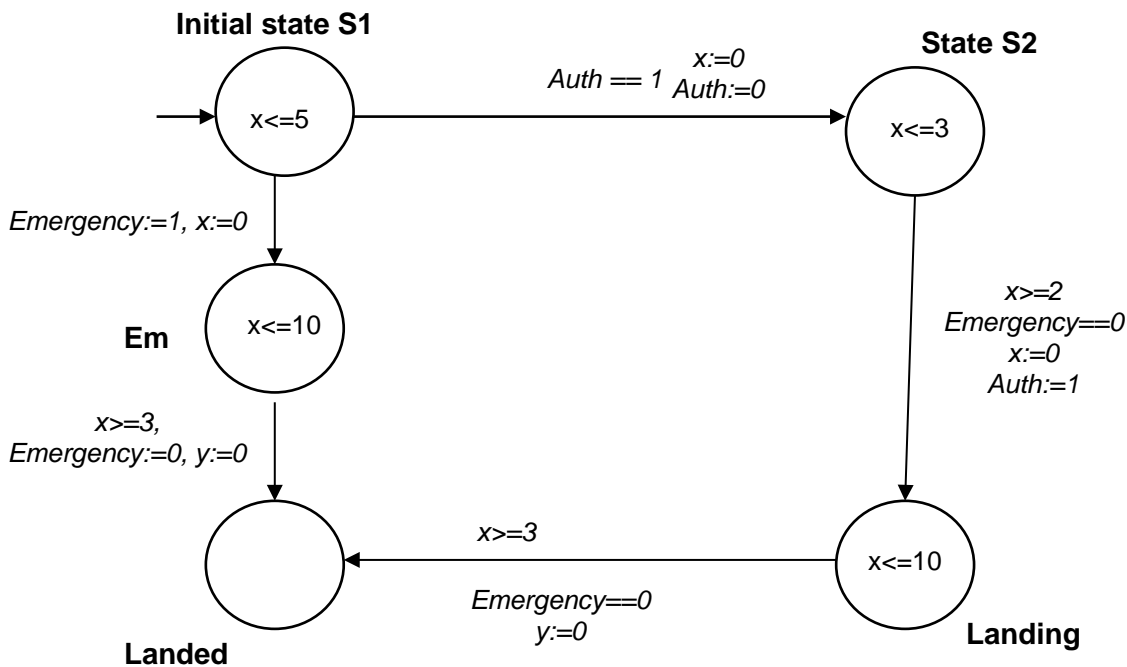 Initial state S1
State S2
x:=0
Auth == 1
Auth:=0
x<=5
x<=3
Emergency:=1, x:=0
x<=10
Em
x>=2
Emergency==0
x:=0
Auth:=1
x>=3,
Emergency:=0, y:=0
x>=3
x<=10
Emergency==0
y:=0
Landing
Landed